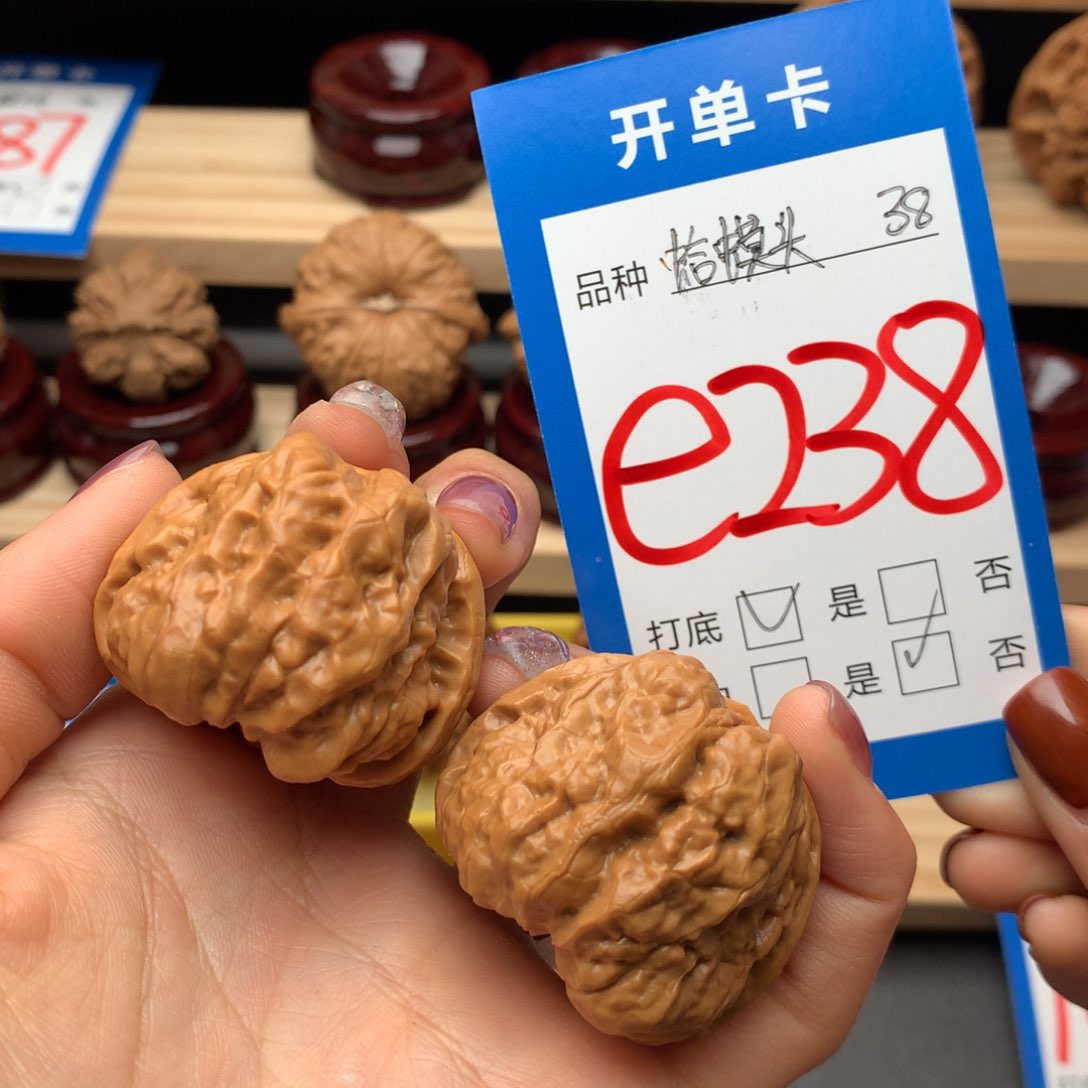 开单卡
品种 38
e238
打底 是 否
是 否
87